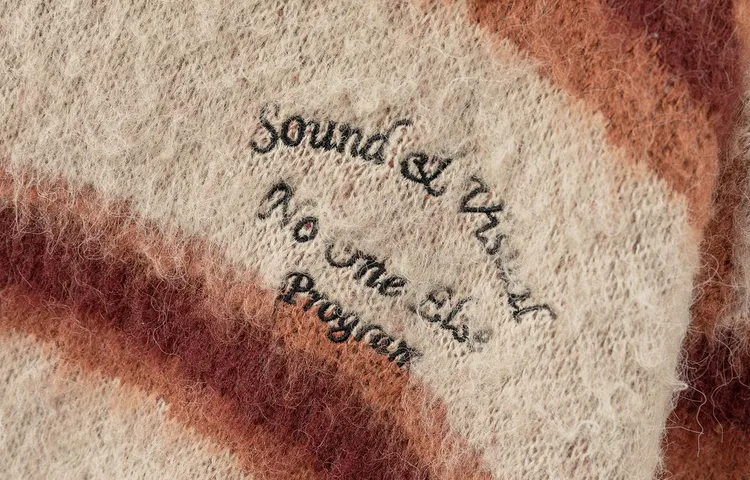 Sound & Visual
No One Else
Program